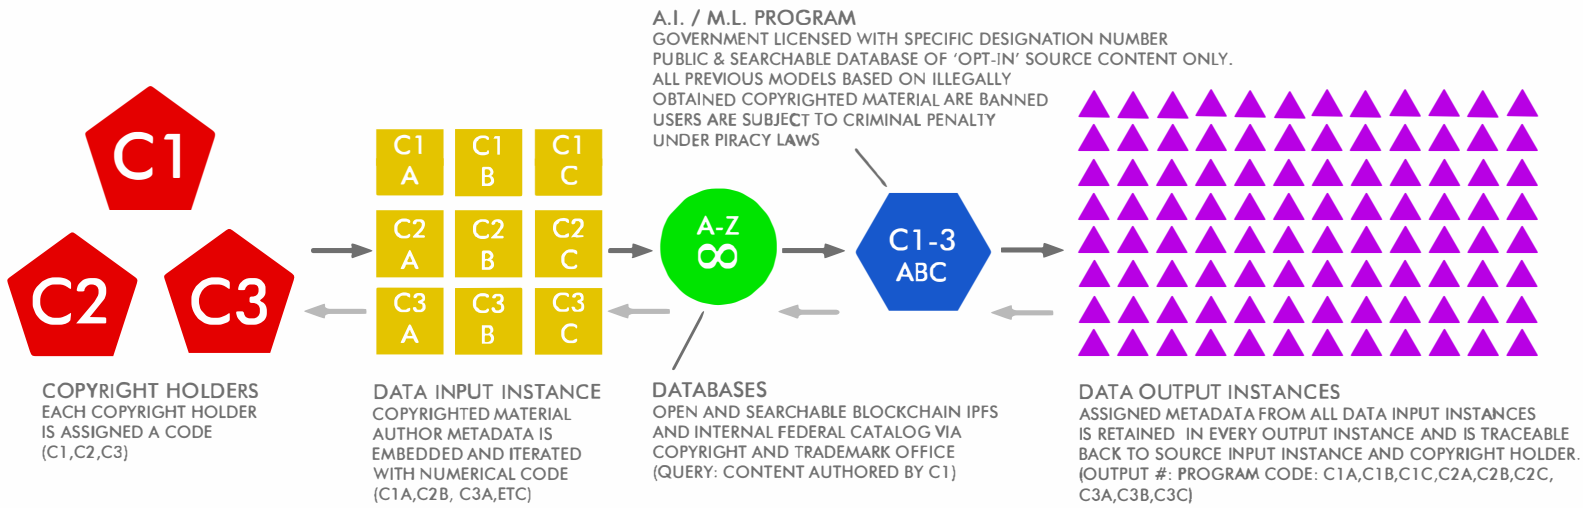 A.I. / M.L. PROGRAM
GOVERNMENT LICENSED WITH SPECIFIC DESIGNATION NUMBER
PUBLIC & SEARCHABLE DATABASE OF 'OPT-IN' SOURCE CONTENT ONLY.
ALL PREVIOUS MODELS BASED ON ILLEGALLY
OBTAINED COPYRIGHTED MATERIAL ARE BANNED
USERS ARE SUBJECT TO CRIMINAL PENALTY
UNDER PIRACY LAWS
C1
C2
C3
C1 A
C1 B
C1 C
C2 A
C2 B
C2 C
C3 A
C3 B
C3 C
A-Z
∞
C1-3
ABC
COPYRIGHT HOLDERS
EACH COPYRIGHT HOLDER
IS ASSIGNED A CODE
(C1,C2,C3)
DATA INPUT INSTANCE
COPYRIGHTED MATERIAL
AUTHOR METADATA IS
EMBEDDED AND ITERATED
WITH NUMERICAL CODE
(C1A,C2B, C3A,ETC)
DATABASES
OPEN AND SEARCHABLE BLOCKCHAIN IPFS
AND INTERNAL FEDERAL CATALOG VIA
COPYRIGHT AND TRADEMARK OFFICE
(QUERY: CONTENT AUTHORED BY C1)
DATA OUTPUT INSTANCES
ASSIGNED METADATA FROM ALL DATA INPUT INSTANCES
IS RETAINED IN EVERY OUTPUT INSTANCE AND IS TRACEABLE
BACK TO SOURCE INPUT INSTANCE AND COPYRIGHT HOLDER.
(OUTPUT #: PROGRAM CODE: C1A,C1B,C1C,C2A,C2B,C2C,
C3A,C3B,C3C)